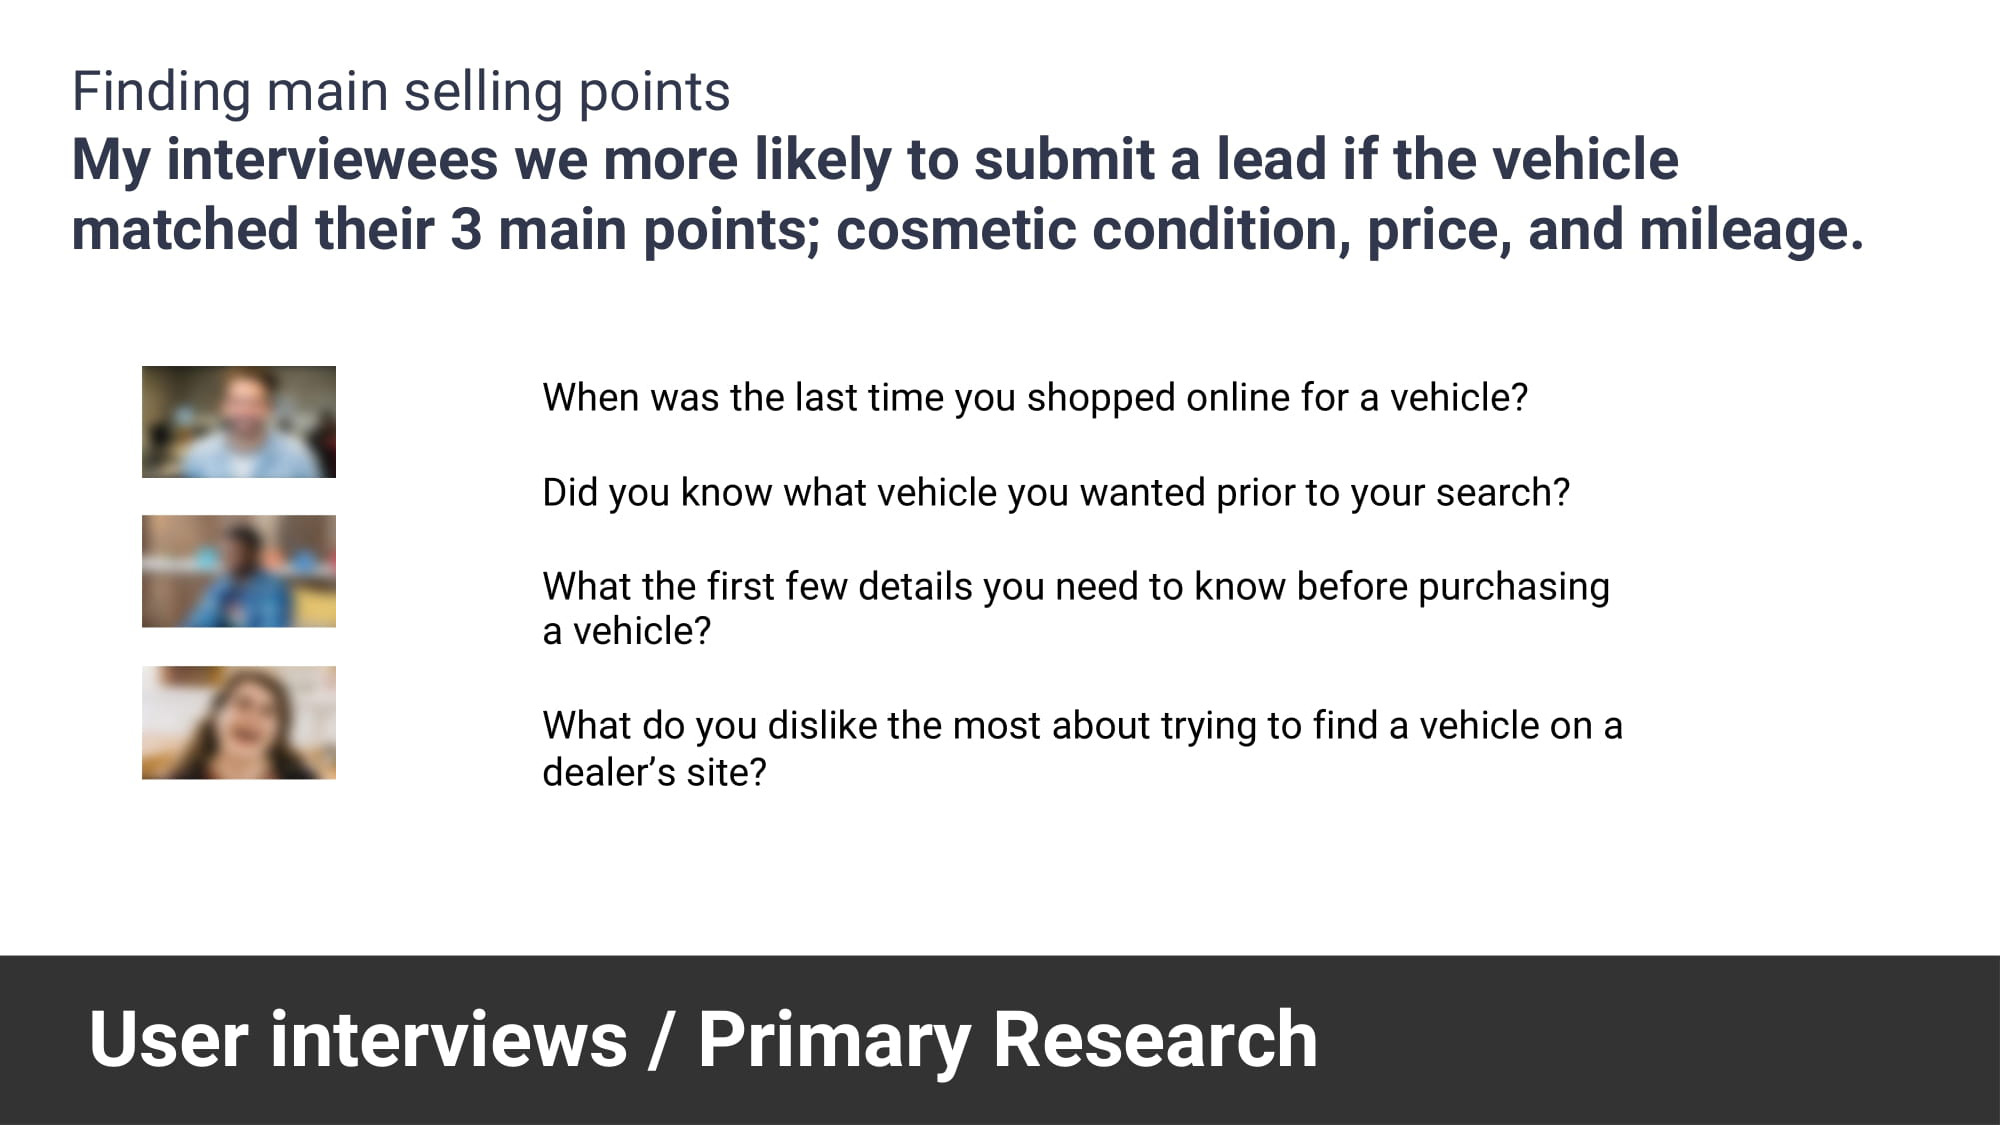 Finding main selling points
My interviewees we more likely to submit a lead if the vehicle
matched their 3 main points; cosmetic condition, price, and mileage.
When was the last time you shopped online for a vehicle?
Did you know what vehicle you wanted prior to your search?
What the first few details you need to know before purchasing
a vehicle?
What do you dislike the most about trying to find a vehicle on a
dealer’s site?
User interviews / Primary Research